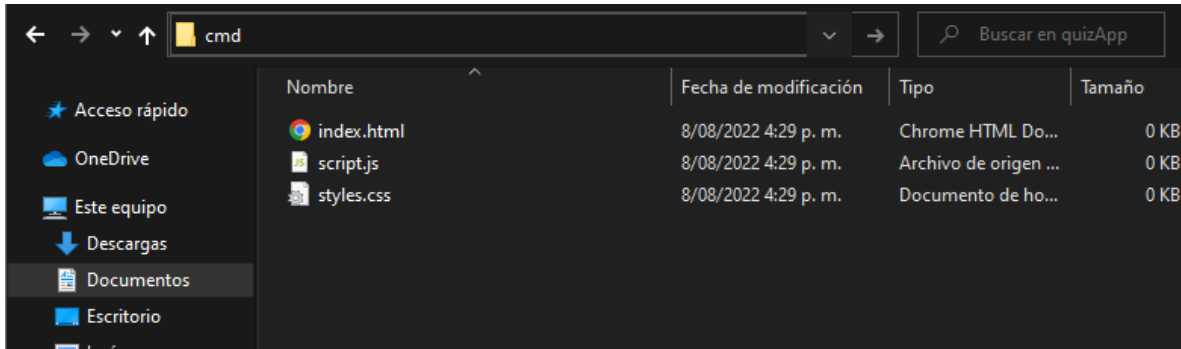 cmd
Buscar en quizApp
Nombre Fecha de modificación Tipo Tamaño
Acceso rápido
index.html 8/08/2022 4:29 p. m. Chrome HTML Do... 0 KB
OneDrive
script.js 8/08/2022 4:29 p. m. Archivo de origen ... 0 KB
styles.css 8/08/2022 4:29 p. m. Documento de ho... 0 KB
Este equipo
Descargas
Documentos
Escritorio